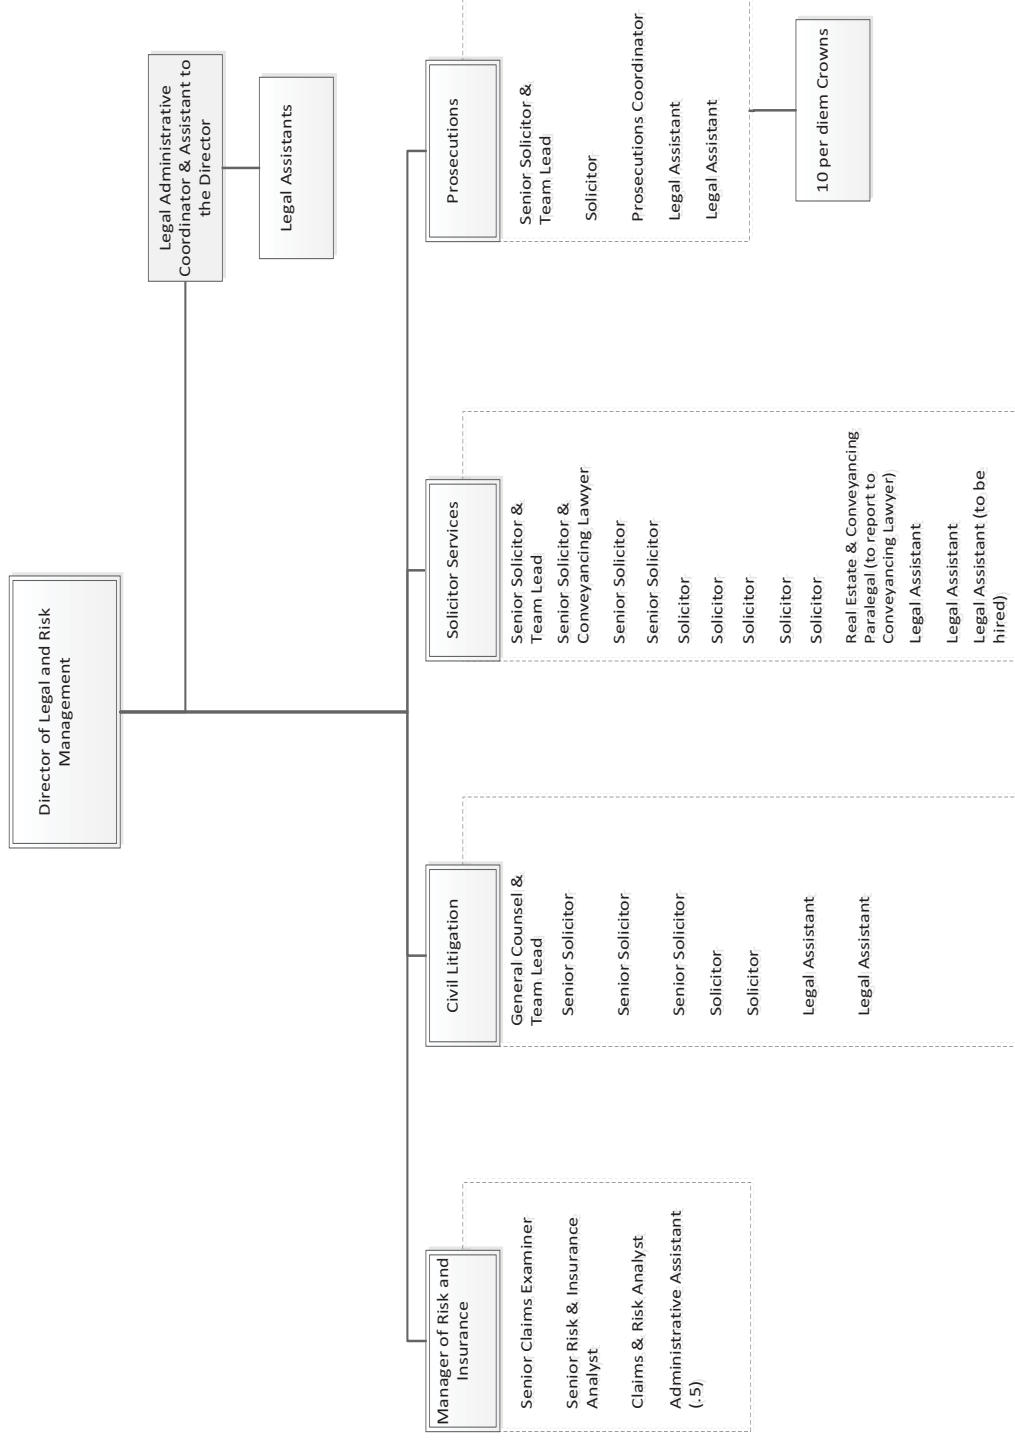 Director of Legal and Risk
Management
Legal Administrative
Coordinator & Assistant to
the Director
Legal Assistants
Manager of Risk and
Insurance
Senior Claims Examiner
Senior Risk & Insurance
Analyst
Claims & Risk Analyst
Administrative Assistant
(.5)
Civil Litigation
General Counsel &
Team Lead
Senior Solicitor
Senior Solicitor
Senior Solicitor
Solicitor
Solicitor
Legal Assistant
Legal Assistant
Solicitor Services
Senior Solicitor &
Team Lead
Senior Solicitor &
Conveyancing Lawyer
Senior Solicitor
Senior Solicitor
Solicitor
Solicitor
Solicitor
Solicitor
Solicitor
Real Estate & Conveyancing
Paralegal (to report to
Conveyancing Lawyer)
Legal Assistant
Legal Assistant
Legal Assistant (to be
hired)
Prosecutions
Senior Solicitor &
Team Lead
Solicitor
Prosecutions Coordinator
Legal Assistant
Legal Assistant
10 per diem Crowns